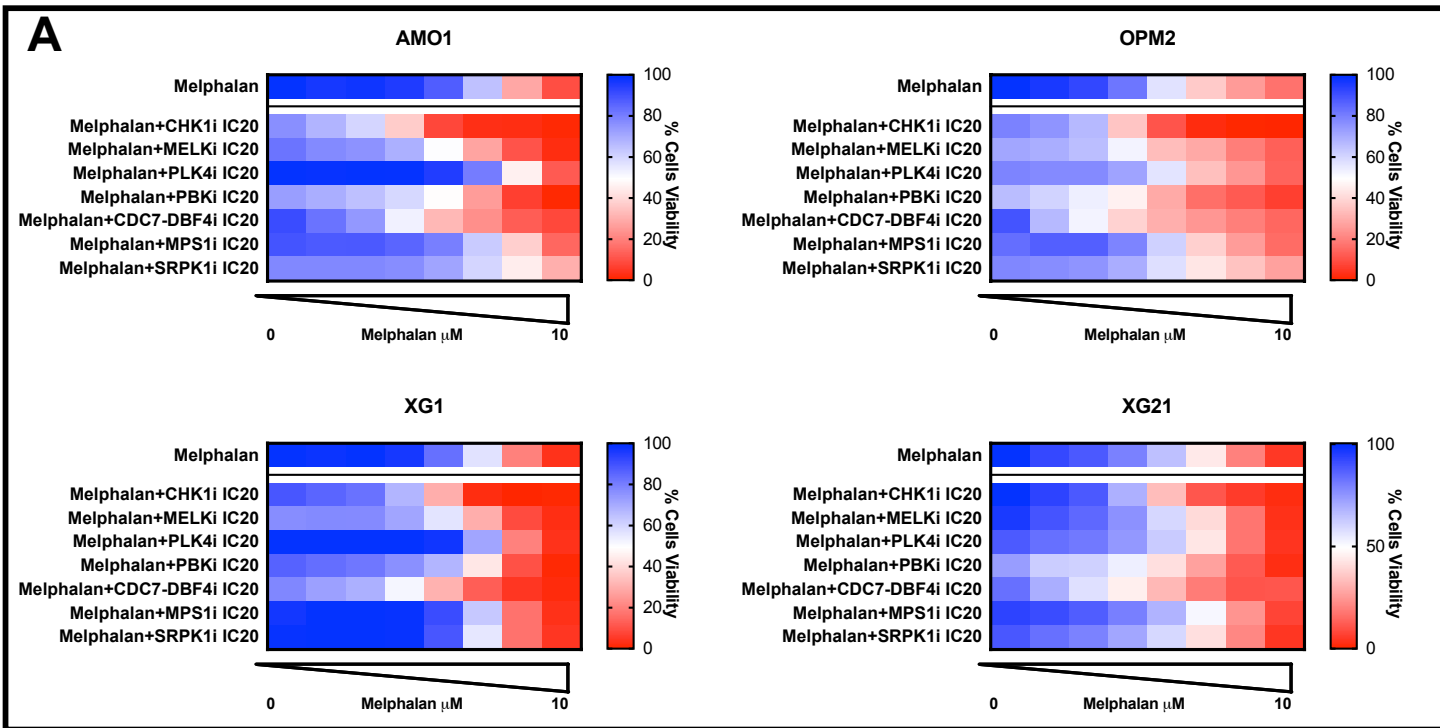 A
AMO1
Melphalan
Melphalan+CHK1i IC20
Melphalan+MELKi IC20
Melphalan+PLK4i IC20
Melphalan+PBKi IC20
Melphalan+CDC7-DBF4i IC20
Melphalan+MPS1i IC20
Melphalan+SRPK1i IC20
100
80
60
40
20
0
% Cells Viability
0 Melphalan μM 10
OPM2
Melphalan
Melphalan+CHK1i IC20
Melphalan+MELKi IC20
Melphalan+PLK4i IC20
Melphalan+PBKi IC20
Melphalan+CDC7-DBF4i IC20
Melphalan+MPS1i IC20
Melphalan+SRPK1i IC20
100
80
60
40
20
0
% Cells Viability
0 Melphalan μM 10
XG1
Melphalan
Melphalan+CHK1i IC20
Melphalan+MELKi IC20
Melphalan+PLK4i IC20
Melphalan+PBKi IC20
Melphalan+CDC7-DBF4i IC20
Melphalan+MPS1i IC20
Melphalan+SRPK1i IC20
100
80
60
40
20
0
% Cells Viability
0 Melphalan μM 10
XG21
Melphalan
Melphalan+CHK1i IC20
Melphalan+MELKi IC20
Melphalan+PLK4i IC20
Melphalan+PBKi IC20
Melphalan+CDC7-DBF4i IC20
Melphalan+MPS1i IC20
Melphalan+SRPK1i IC20
100
50
0
% Cells Viability
0 Melphalan μM 10